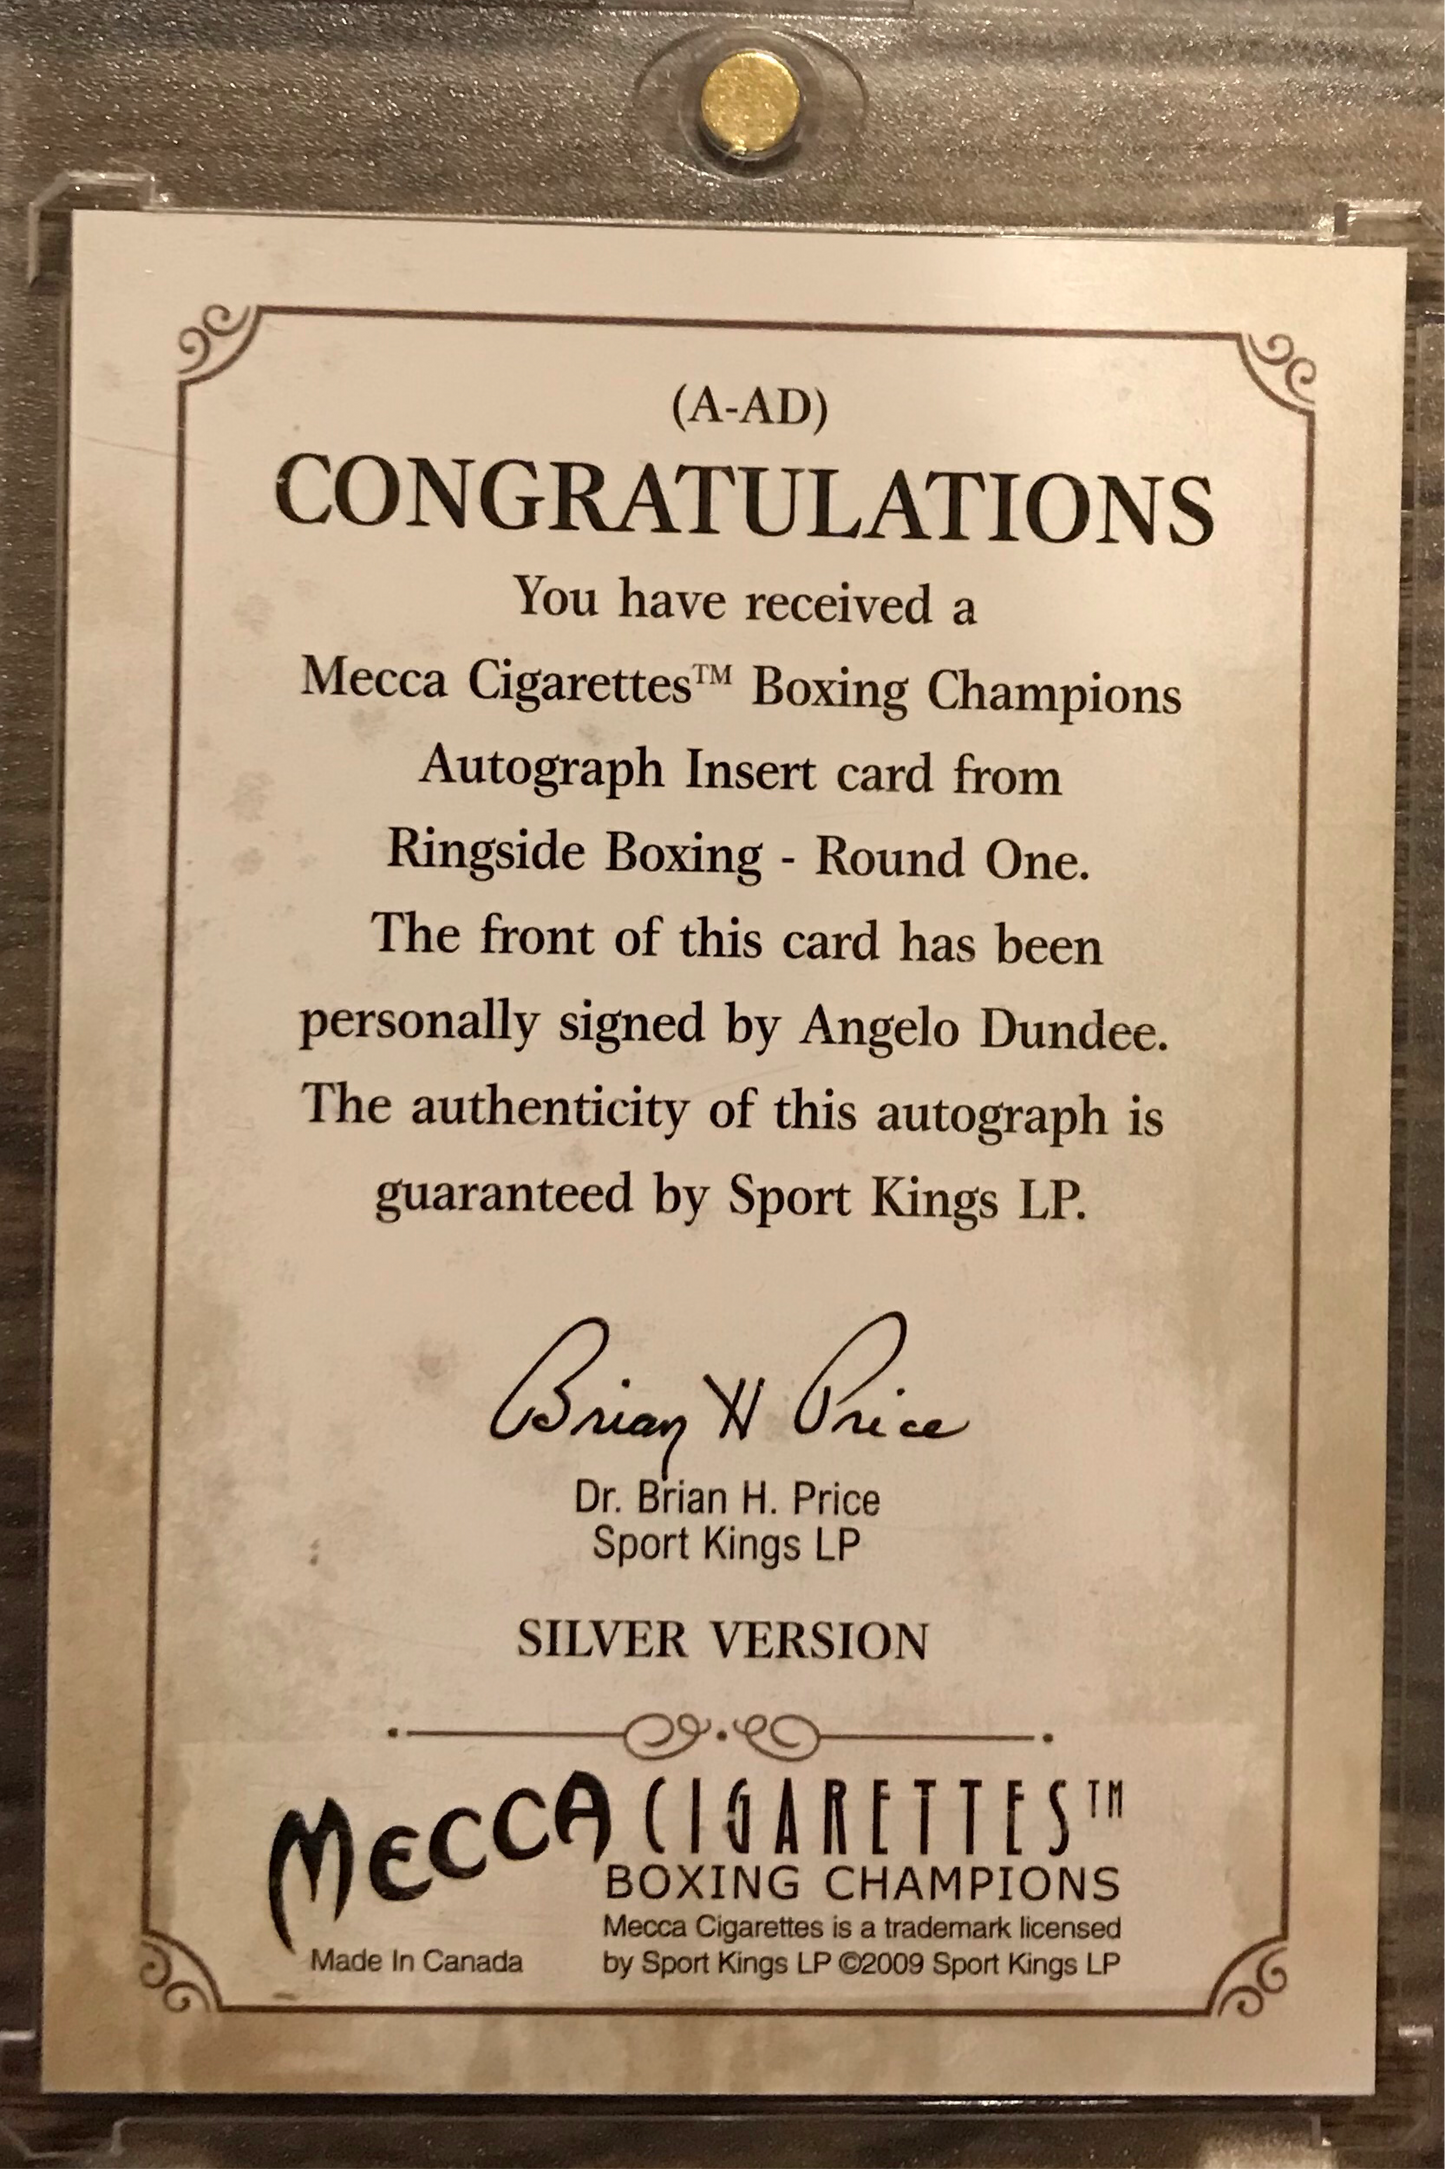 (A-AD)
CONGRATULATIONS
You have received a
Mecca Cigarettes™ Boxing Champions
Autograph Insert card from
Ringside Boxing - Round One.
The front of this card has been
personally signed by Angelo Dundee.
The authenticity of this autograph is
guaranteed by Sport Kings LP.
Brian H Price
Dr. Brian H. Price
Sport Kings LP
SILVER VERSION
MECCA CIGARETTES™
BOXING CHAMPIONS
Mecca Cigarettes is a trademark licensed
Made In Canada by Sport Kings LP ©2009 Sport Kings LP